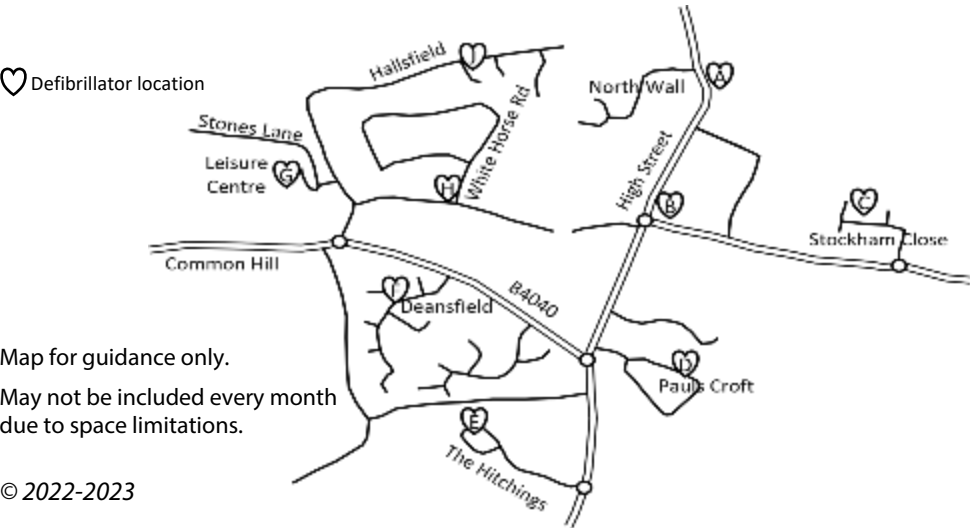 Hallsfield
J
Defibrillator location
North Wall
A
Stones Lane
White Horse Rd
High Street
Leisure
Centre
G
H
B
C
Stockham Close
Common Hill
B4040
Deansfield
Map for guidance only.
D
Pauls Croft
May not be included every month
due to space limitations.
E
The Hitchings
© 2022-2023